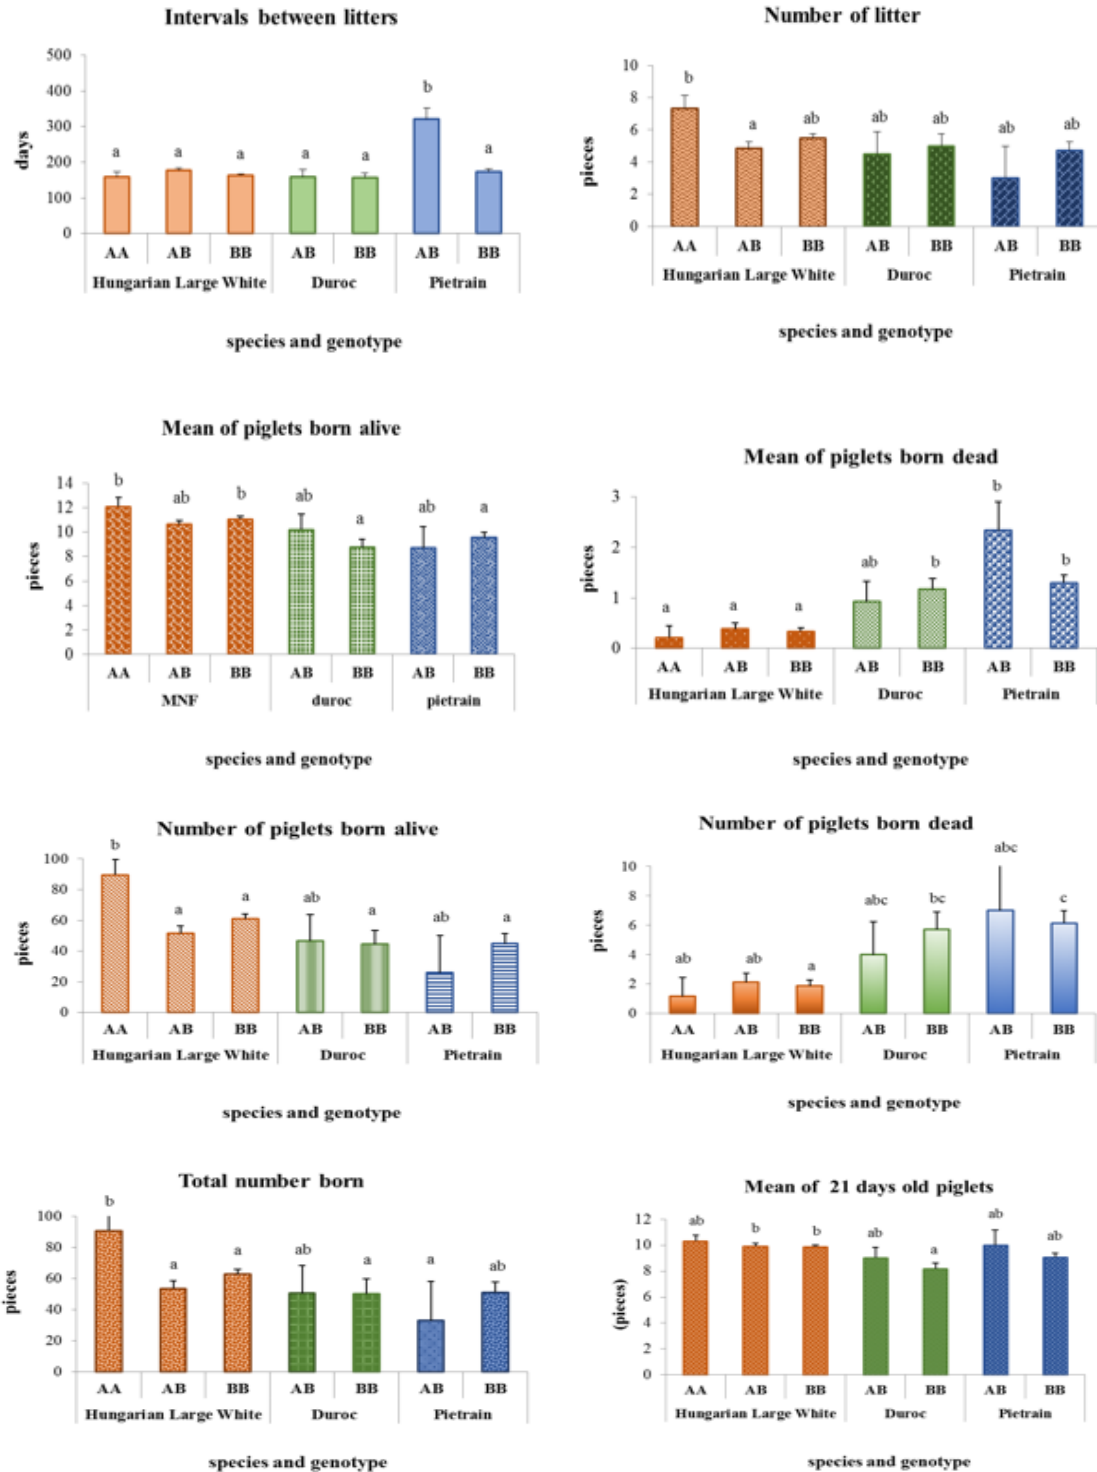 Intervals between litters
500
400
300
200
100
0
days
a a a a a b a
AA AB BB AB BB AB BB
Hungarian Large White Duroc Pietrain
species and genotype
Number of litter
10
8
6
4
2
0
pieces
b a ab ab ab ab ab
AA AB BB AB BB AB BB
Hungarian Large White Duroc Pietrain
species and genotype
Mean of piglets born alive
14
12
10
8
6
4
2
0
pieces
b ab b ab a ab a
AA AB BB AB BB AB BB
MNF duroc pietrain
species and genotype
Mean of piglets born dead
3
2
1
0
pieces
a a a ab b b b
AA AB BB AB BB AB BB
Hungarian Large White Duroc Pietrain
species and genotype
Number of piglets born alive
100
80
60
40
20
0
pieces
b a a ab a ab a
AA AB BB AB BB AB BB
Hungarian Large White Duroc Pietrain
species and genotype
Number of piglets born dead
10
8
6
4
2
0
pieces
ab ab a abc bc abc c
AA AB BB AB BB AB BB
Hungarian Large White Duroc Pietrain
species and genotype
Total number born
100
80
60
40
20
0
pieces
b a a ab a a ab
AA AB BB AB BB AB BB
Hungarian Large White Duroc Pietrain
species and genotype
Mean of 21 days old piglets
12
10
8
6
4
2
0
(pieces)
ab b b ab a ab ab
AA AB BB AB BB AB BB
Hungarian Large White Duroc Pietrain
species and genotype